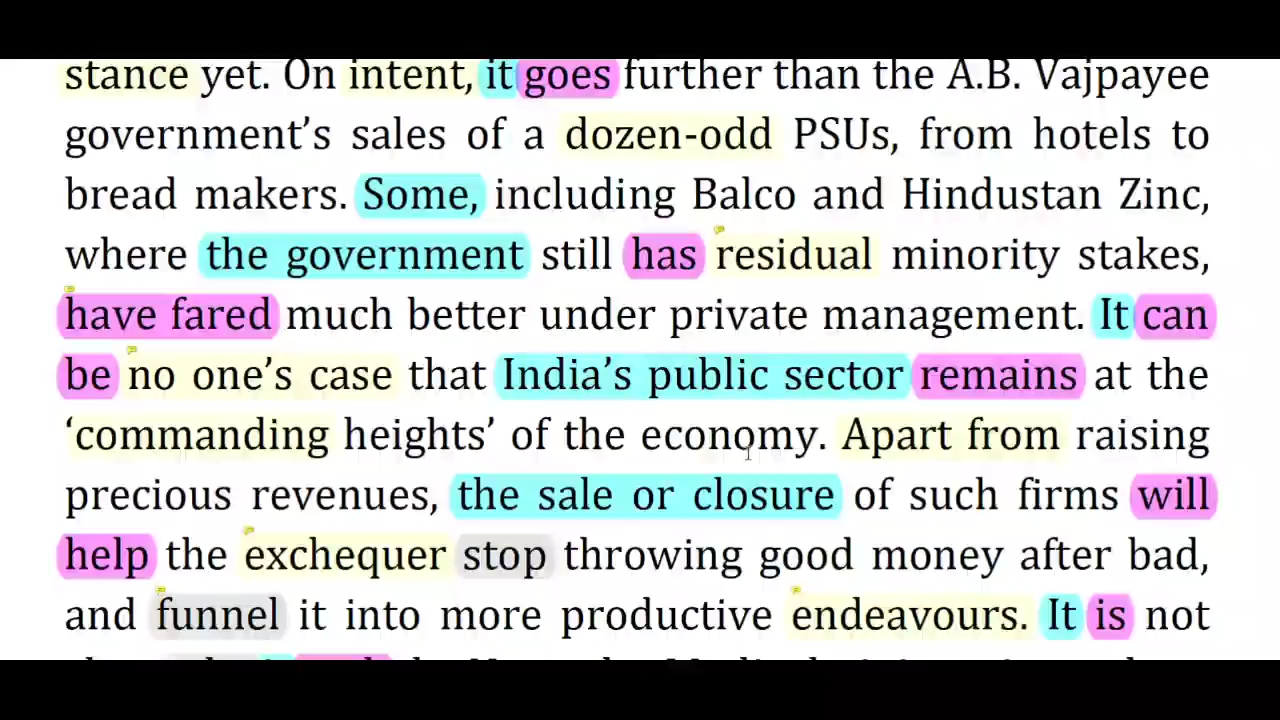 stance yet. On intent, it goes further than the A.B. Vajpayee
government’s sales of a dozen-odd PSUs, from hotels to
bread makers. Some, including Balco and Hindustan Zinc,
where the government still has residual minority stakes,
have fared much better under private management. It can
be no one’s case that India’s public sector remains at the
‘commanding heights’ of the economy. Apart from raising
precious revenues, the sale or closure of such firms will
help the exchequer stop throwing good money after bad,
and funnel it into more productive endeavours. It is not